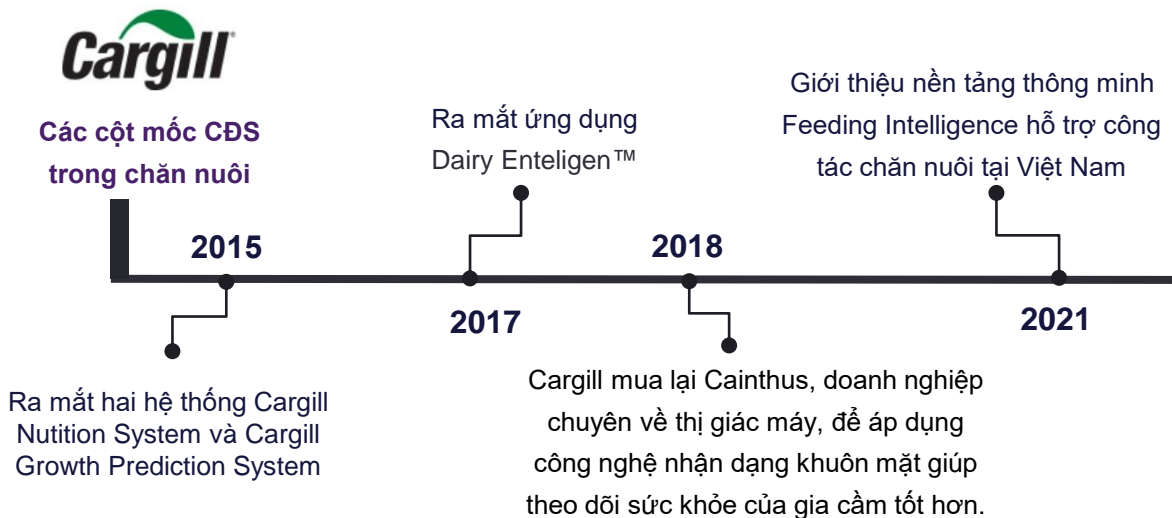 Cargill
Các cột mốc CĐS
trong chăn nuôi
2015
Ra mắt hai hệ thống Cargill
Nutition System và Cargill
Growth Prediction System
Ra mắt ứng dụng
Dairy Enteligen™
2017
2018
Cargill mua lại Cainthus, doanh nghiệp
chuyên về thị giác máy, để áp dụng
công nghệ nhận dạng khuôn mặt giúp
theo dõi sức khỏe của gia cầm tốt hơn.
Giới thiệu nền tảng thông minh
Feeding Intelligence hỗ trợ công
tác chăn nuôi tại Việt Nam
2021